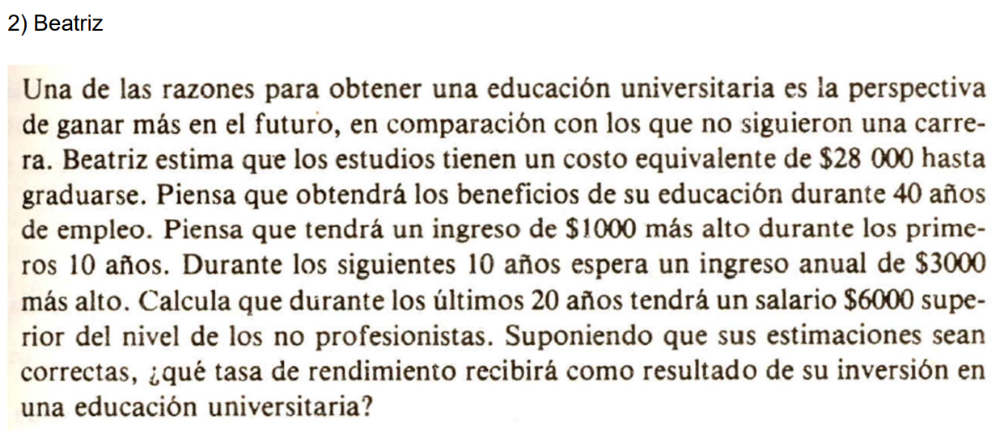 2) Beatriz
Una de las razones para obtener una educación universitaria es la perspectiva
de ganar más en el futuro, en comparación con los que no siguieron una carre-
ra. Beatriz estima que los estudios tienen un costo equivalente de $28 000 hasta
graduarse. Piensa que obtendrá los beneficios de su educación durante 40 años
de empleo. Piensa que tendrá un ingreso de $1000 más alto durante los prime-
ros 10 años. Durante los siguientes 10 años espera un ingreso anual de $3000
más alto. Calcula que durante los últimos 20 años tendrá un salario $6000 supe-
rior del nivel de los no profesionistas. Suponiendo que sus estimaciones sean
correctas, ¿qué tasa de rendimiento recibirá como resultado de su inversión en
una educación universitaria?